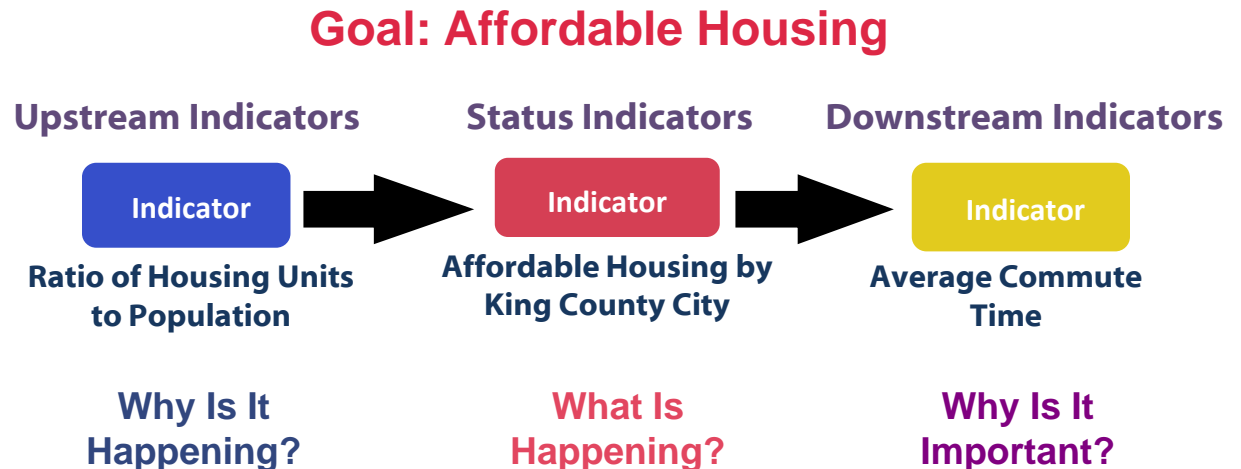 Goal: Affordable Housing
Upstream Indicators
Status Indicators
Downstream Indicators
Indicator
Indicator
Indicator
Ratio of Housing Units
to Population
Affordable Housing by
King County City
Average Commute
Time
Why Is It
Happening?
What Is
Happening?
Why Is It
Important?